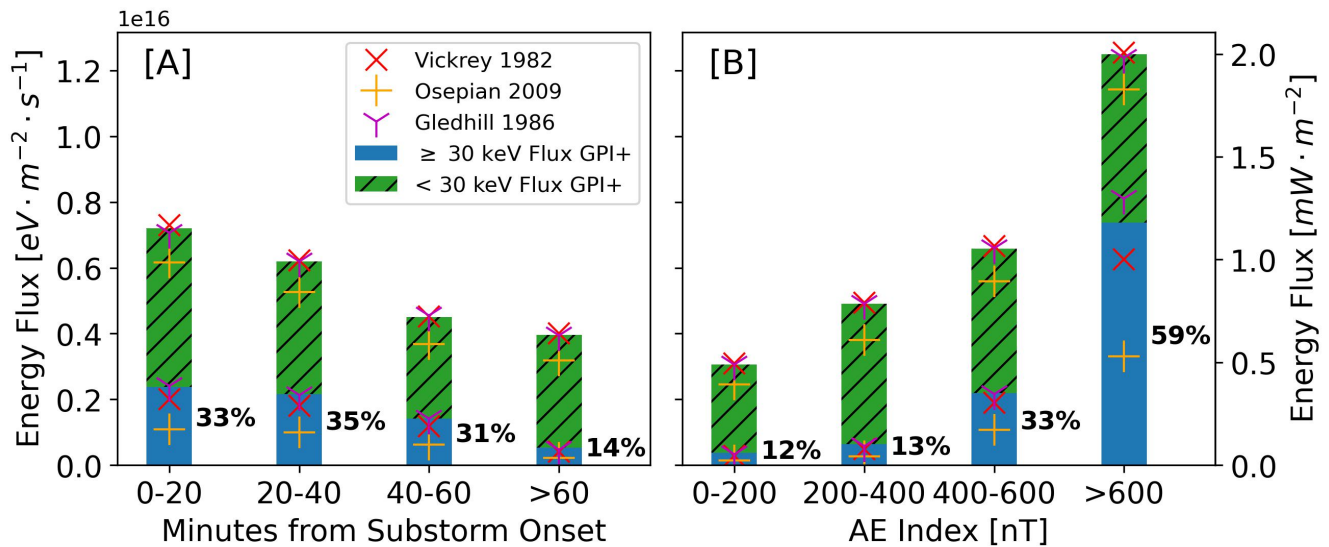 1e16
[A]
Vickrey 1982
Osepian 2009
Gledhill 1986
≥ 30 keV Flux GPI+
< 30 keV Flux GPI+
Energy Flux [eV · m⁻² · s⁻¹]
1.2
1.0
0.8
0.6
0.4
0.2
0.0
33%
35%
31%
14%
0-20 20-40 40-60 >60
Minutes from Substorm Onset
[B]
12%
13%
33%
59%
0-200 200-400 400-600 >600
AE Index [nT]
2.0
1.5
1.0
0.5
0.0
Energy Flux [mW · m⁻²]